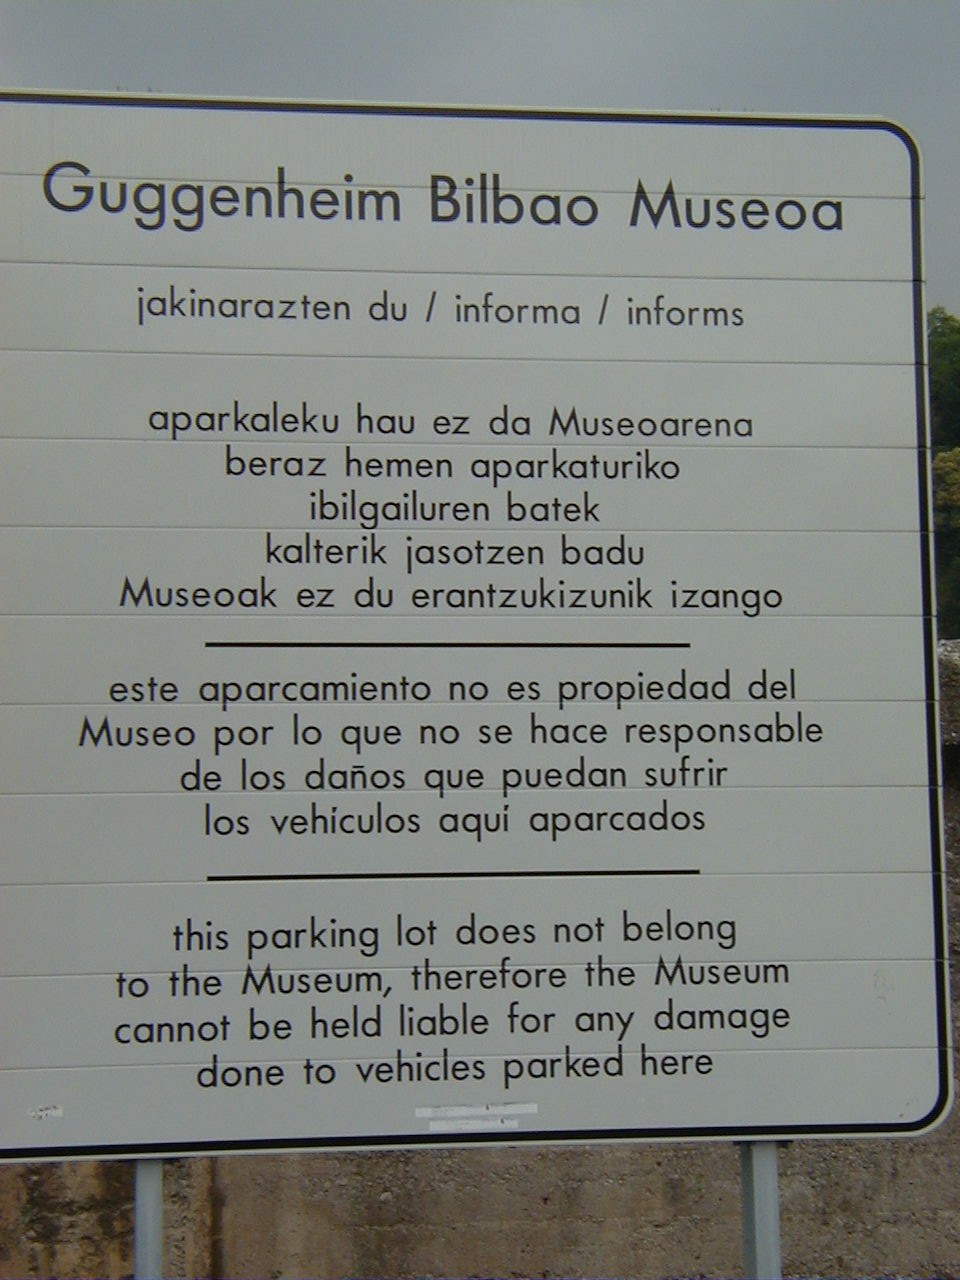 Guggenheim Bilbao Museoa
jakinarazten du / informa / informs
aparkaleku hau ez da Museoarena
beraz hemen aparkaturiko
ibilgailuren batek
kalterik jasotzen badu
Museoak ez du erantzukizunik izango
este aparcamiento no es propiedad del
Museo por lo que no se hace responsable
de los daños que puedan sufrir
los vehículos aquí aparcados
this parking lot does not belong
to the Museum, therefore the Museum
cannot be held liable for any damage
done to vehicles parked here